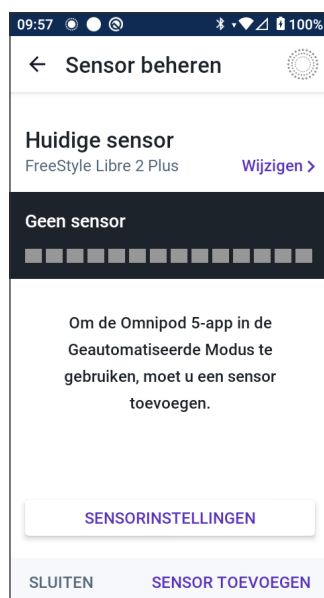 09:57 100%
Sensor beheren
Huidige sensor
FreeStyle Libre 2 Plus Wijzigen >
Geen sensor
Om de Omnipod 5-app in de
Geautomatiseerde Modus te
gebruiken, moet u een sensor
toevoegen.
SENSORINSTELLINGEN
SLUITEN SENSOR TOEVOEGEN